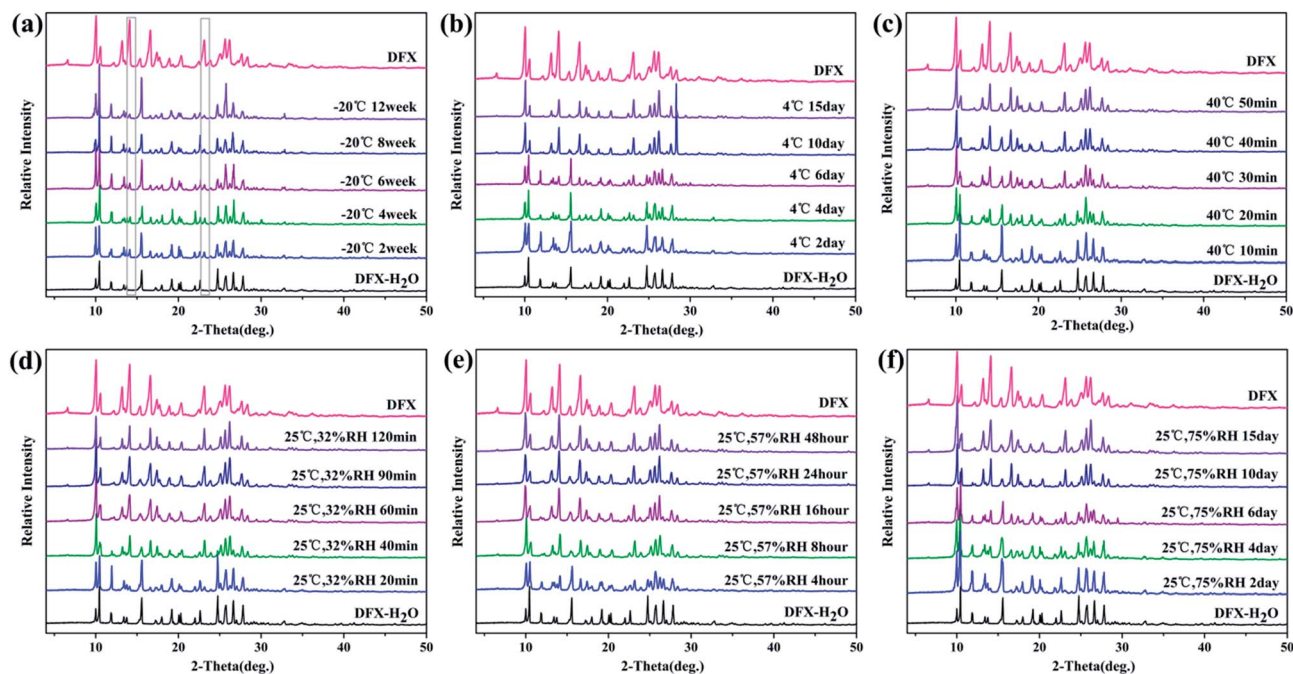 (a)
DFX
-20℃ 12week
-20℃ 8week
-20℃ 6week
-20℃ 4week
-20℃ 2week
DFX-H₂O
Relative Intensity
10 20 30 40 50
2-Theta(deg.)
(b)
DFX
4℃ 15day
4℃ 10day
4℃ 6day
4℃ 4day
4℃ 2day
DFX-H₂O
Relative Intensity
10 20 30 40 50
2-Theta(deg.)
(c)
DFX
40℃ 50min
40℃ 40min
40℃ 30min
40℃ 20min
40℃ 10min
DFX-H₂O
Relative Intensity
10 20 30 40 50
2-Theta(deg.)
(d)
DFX
25℃,32%RH 120min
25℃,32%RH 90min
25℃,32%RH 60min
25℃,32%RH 40min
25℃,32%RH 20min
DFX-H₂O
Relative Intensity
10 20 30 40 50
2-Theta(deg.)
(e)
DFX
25℃,57%RH 48hour
25℃,57%RH 24hour
25℃,57%RH 16hour
25℃,57%RH 8hour
25℃,57%RH 4hour
DFX-H₂O
Relative Intensity
10 20 30 40 50
2-Theta(deg.)
(f)
DFX
25℃,75%RH 15day
25℃,75%RH 10day
25℃,75%RH 6day
25℃,75%RH 4day
25℃,75%RH 2day
DFX-H₂O
Relative Intensity
10 20 30 40 50
2-Theta(deg.)